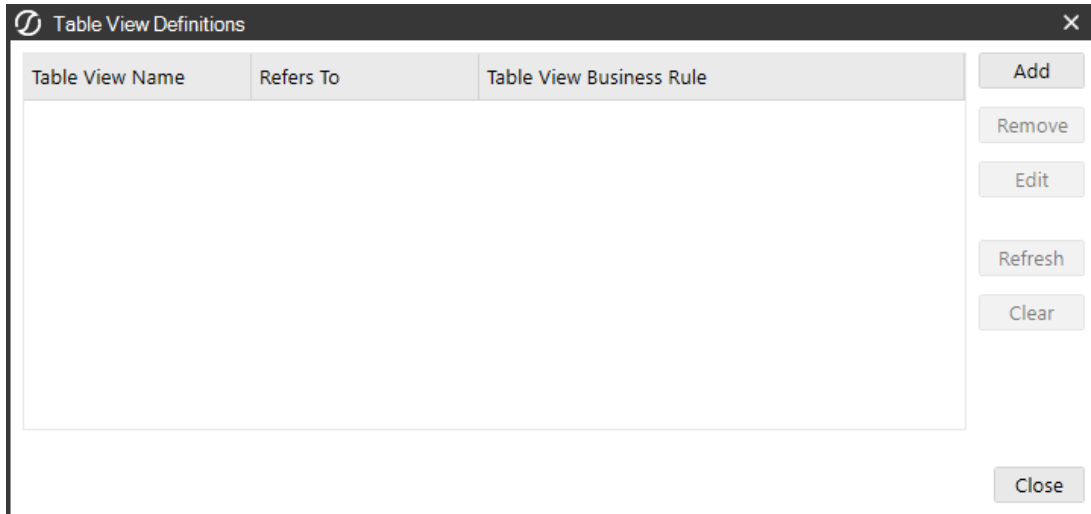 Table View Definitions
Table View Name Refers To Table View Business Rule
Add
Remove
Edit
Refresh
Clear
Close